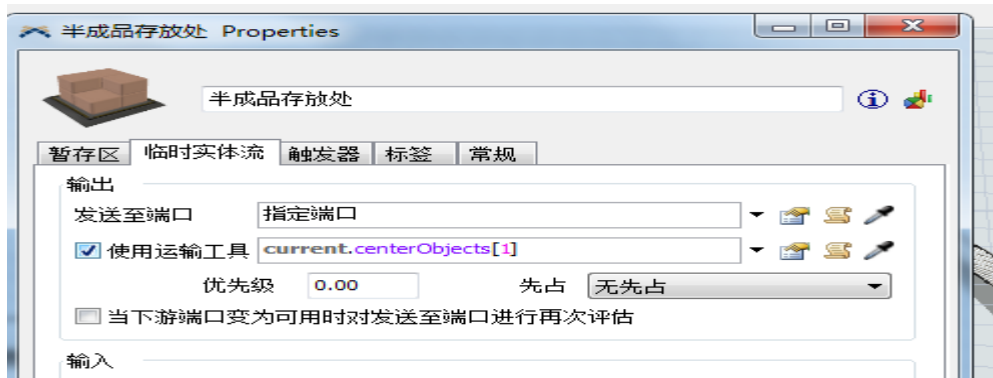 半成品存放处 Properties
半成品存放处
暂存区 临时实体流 触发器 标签 常规
输出
发送至端口 指定端口
使用运输工具 current.centerObjects[1]
优先级 0.00 先占 无先占
当下游端口变为可用时对发送至端口进行再次评估
输入